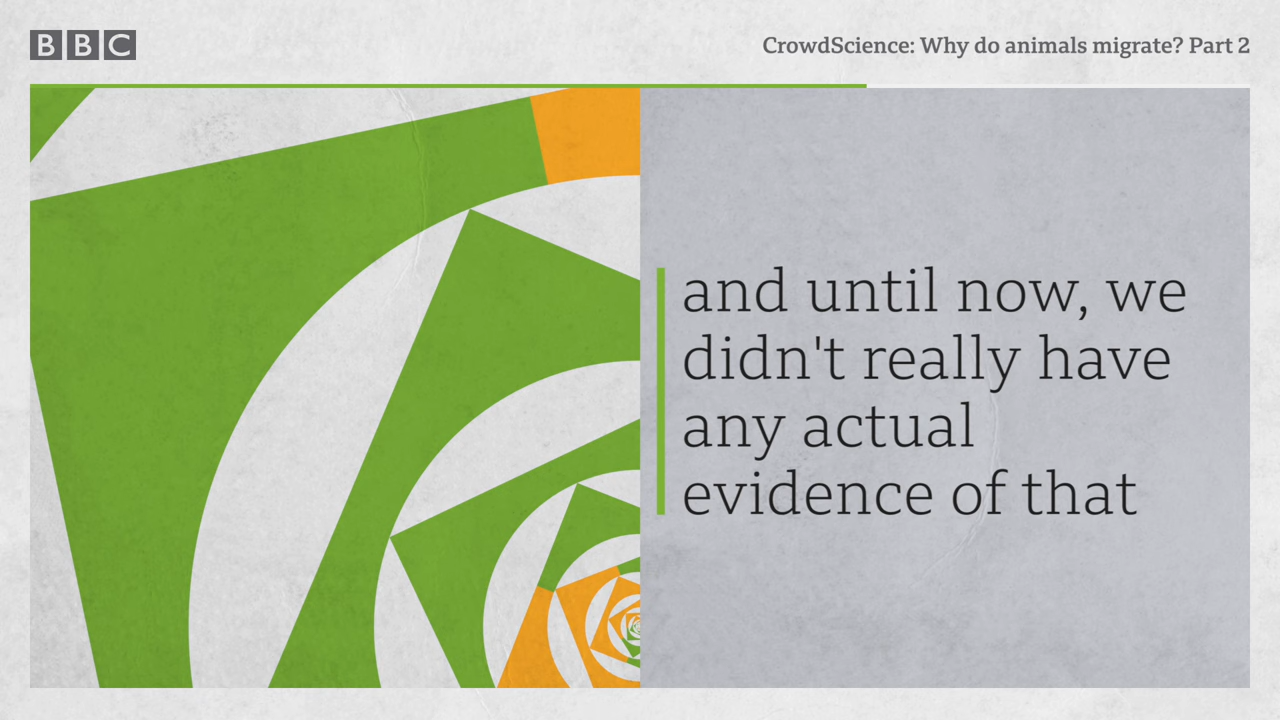 BBC
CrowdScience: Why do animals migrate? Part 2
and until now, we
didn't really have
any actual
evidence of that